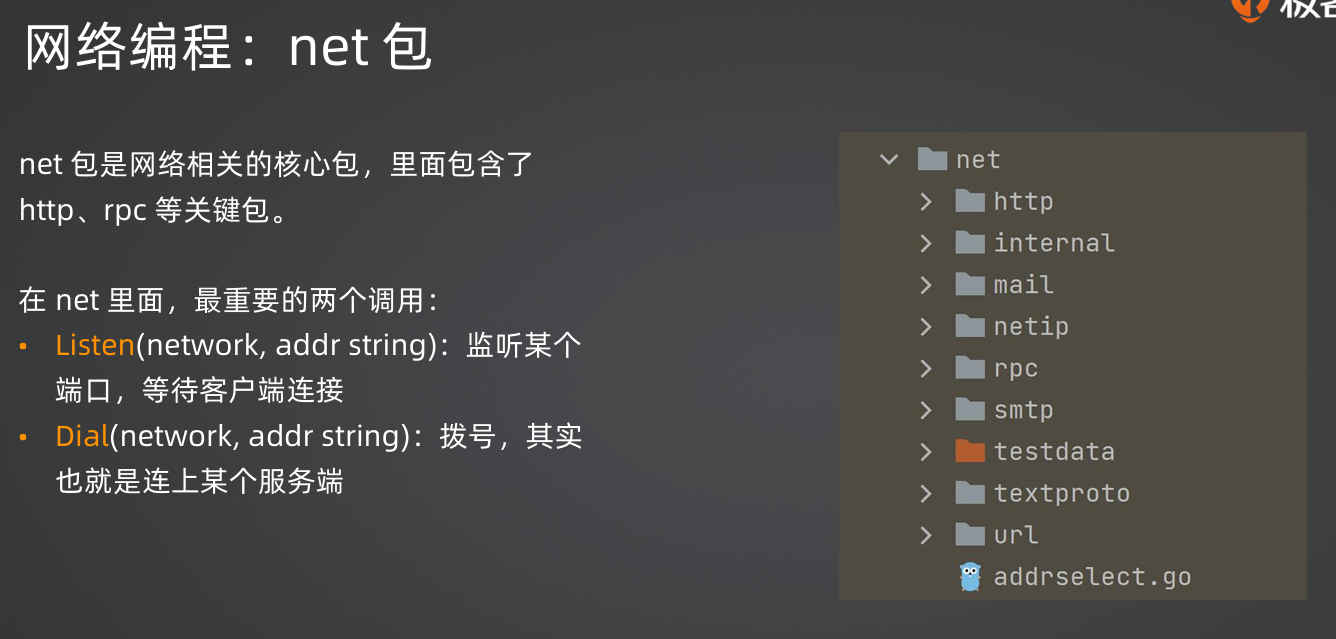 网络编程：net 包
net 包是网络相关的核心包，里面包含了
http、rpc 等关键包。
在 net 里面，最重要的两个调用：
• Listen(network, addr string)：监听某个
端口，等待客户端连接
• Dial(network, addr string)：拨号，其实
也就是连上某个服务端
net
http
internal
mail
netip
rpc
smtp
testdata
textproto
url
addrselect.go